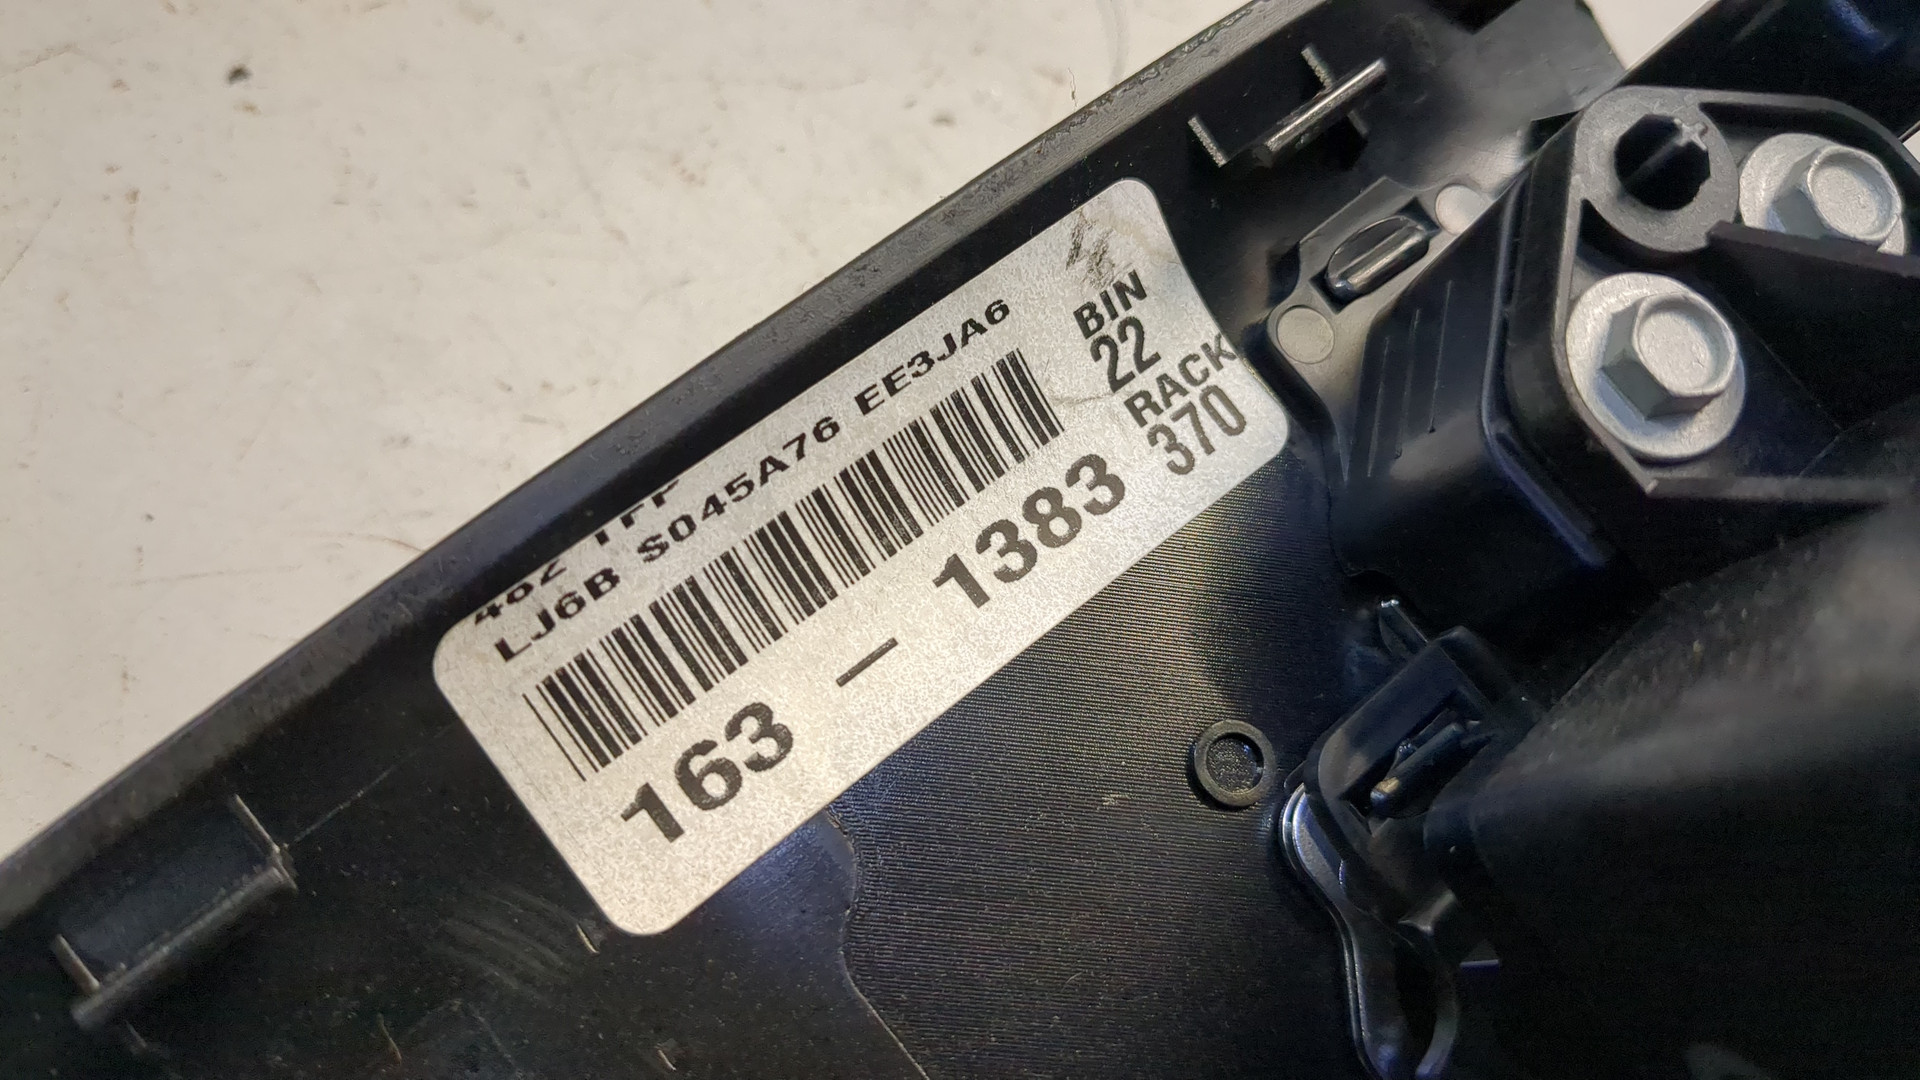 LJ6B S045A76 EE3JA6
163 - 1383
BIN
22
RACK
370